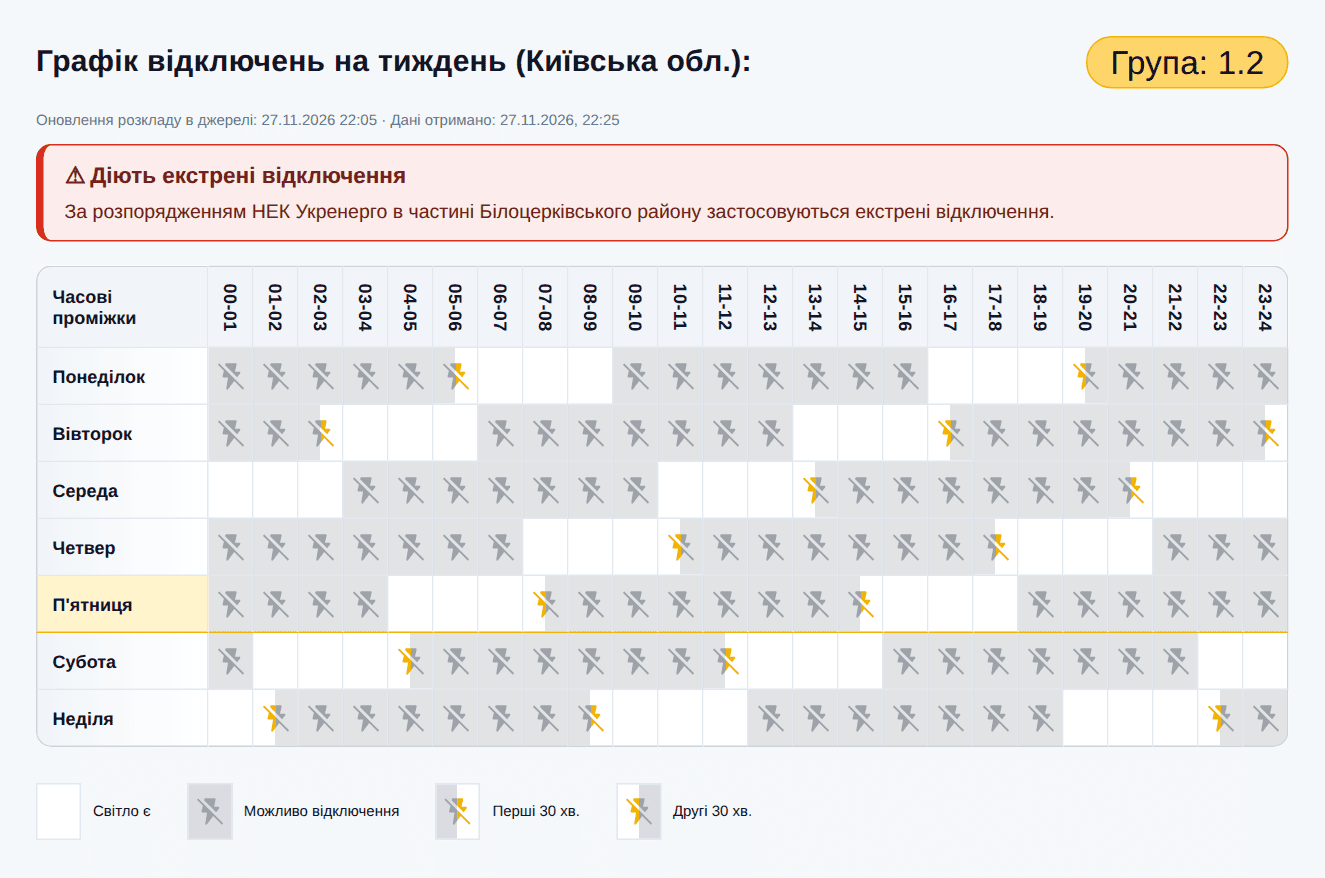 Графік відключень на тиждень (Київська обл.):
Група: 1.2
Оновлення розкладу в джерелі: 27.11.2026 22:05 · Дані отримано: 27.11.2026, 22:25
⚠ Діють екстрені відключення
За розпорядженням НЕК Укренерго в частині Білоцерківського району застосовуються екстрені відключення.
Часові
проміжки
00-01
01-02
02-03
03-04
04-05
05-06
06-07
07-08
08-09
09-10
10-11
11-12
12-13
13-14
14-15
15-16
16-17
17-18
18-19
19-20
20-21
21-22
22-23
23-24
Понеділок
Вівторок
Середа
Четвер
П'ятниця
Субота
Неділя
Світло є
Можливо відключення
Перші 30 хв.
Другі 30 хв.